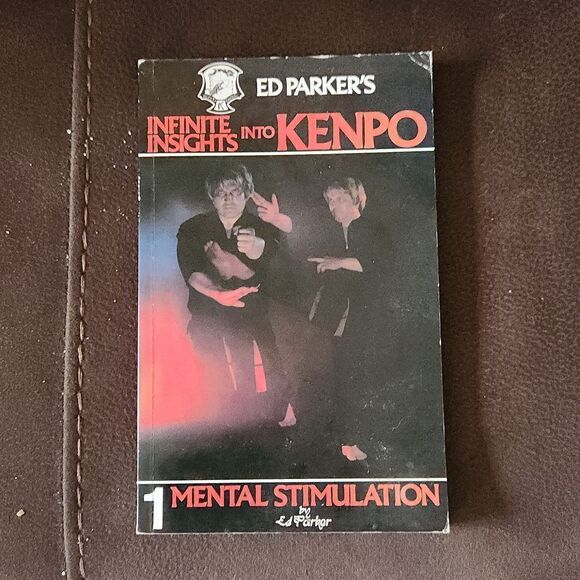 ED PARKER'S
INFINITE
INSIGHTS INTO KENPO
1 MENTAL STIMULATION
by
Ed Parker